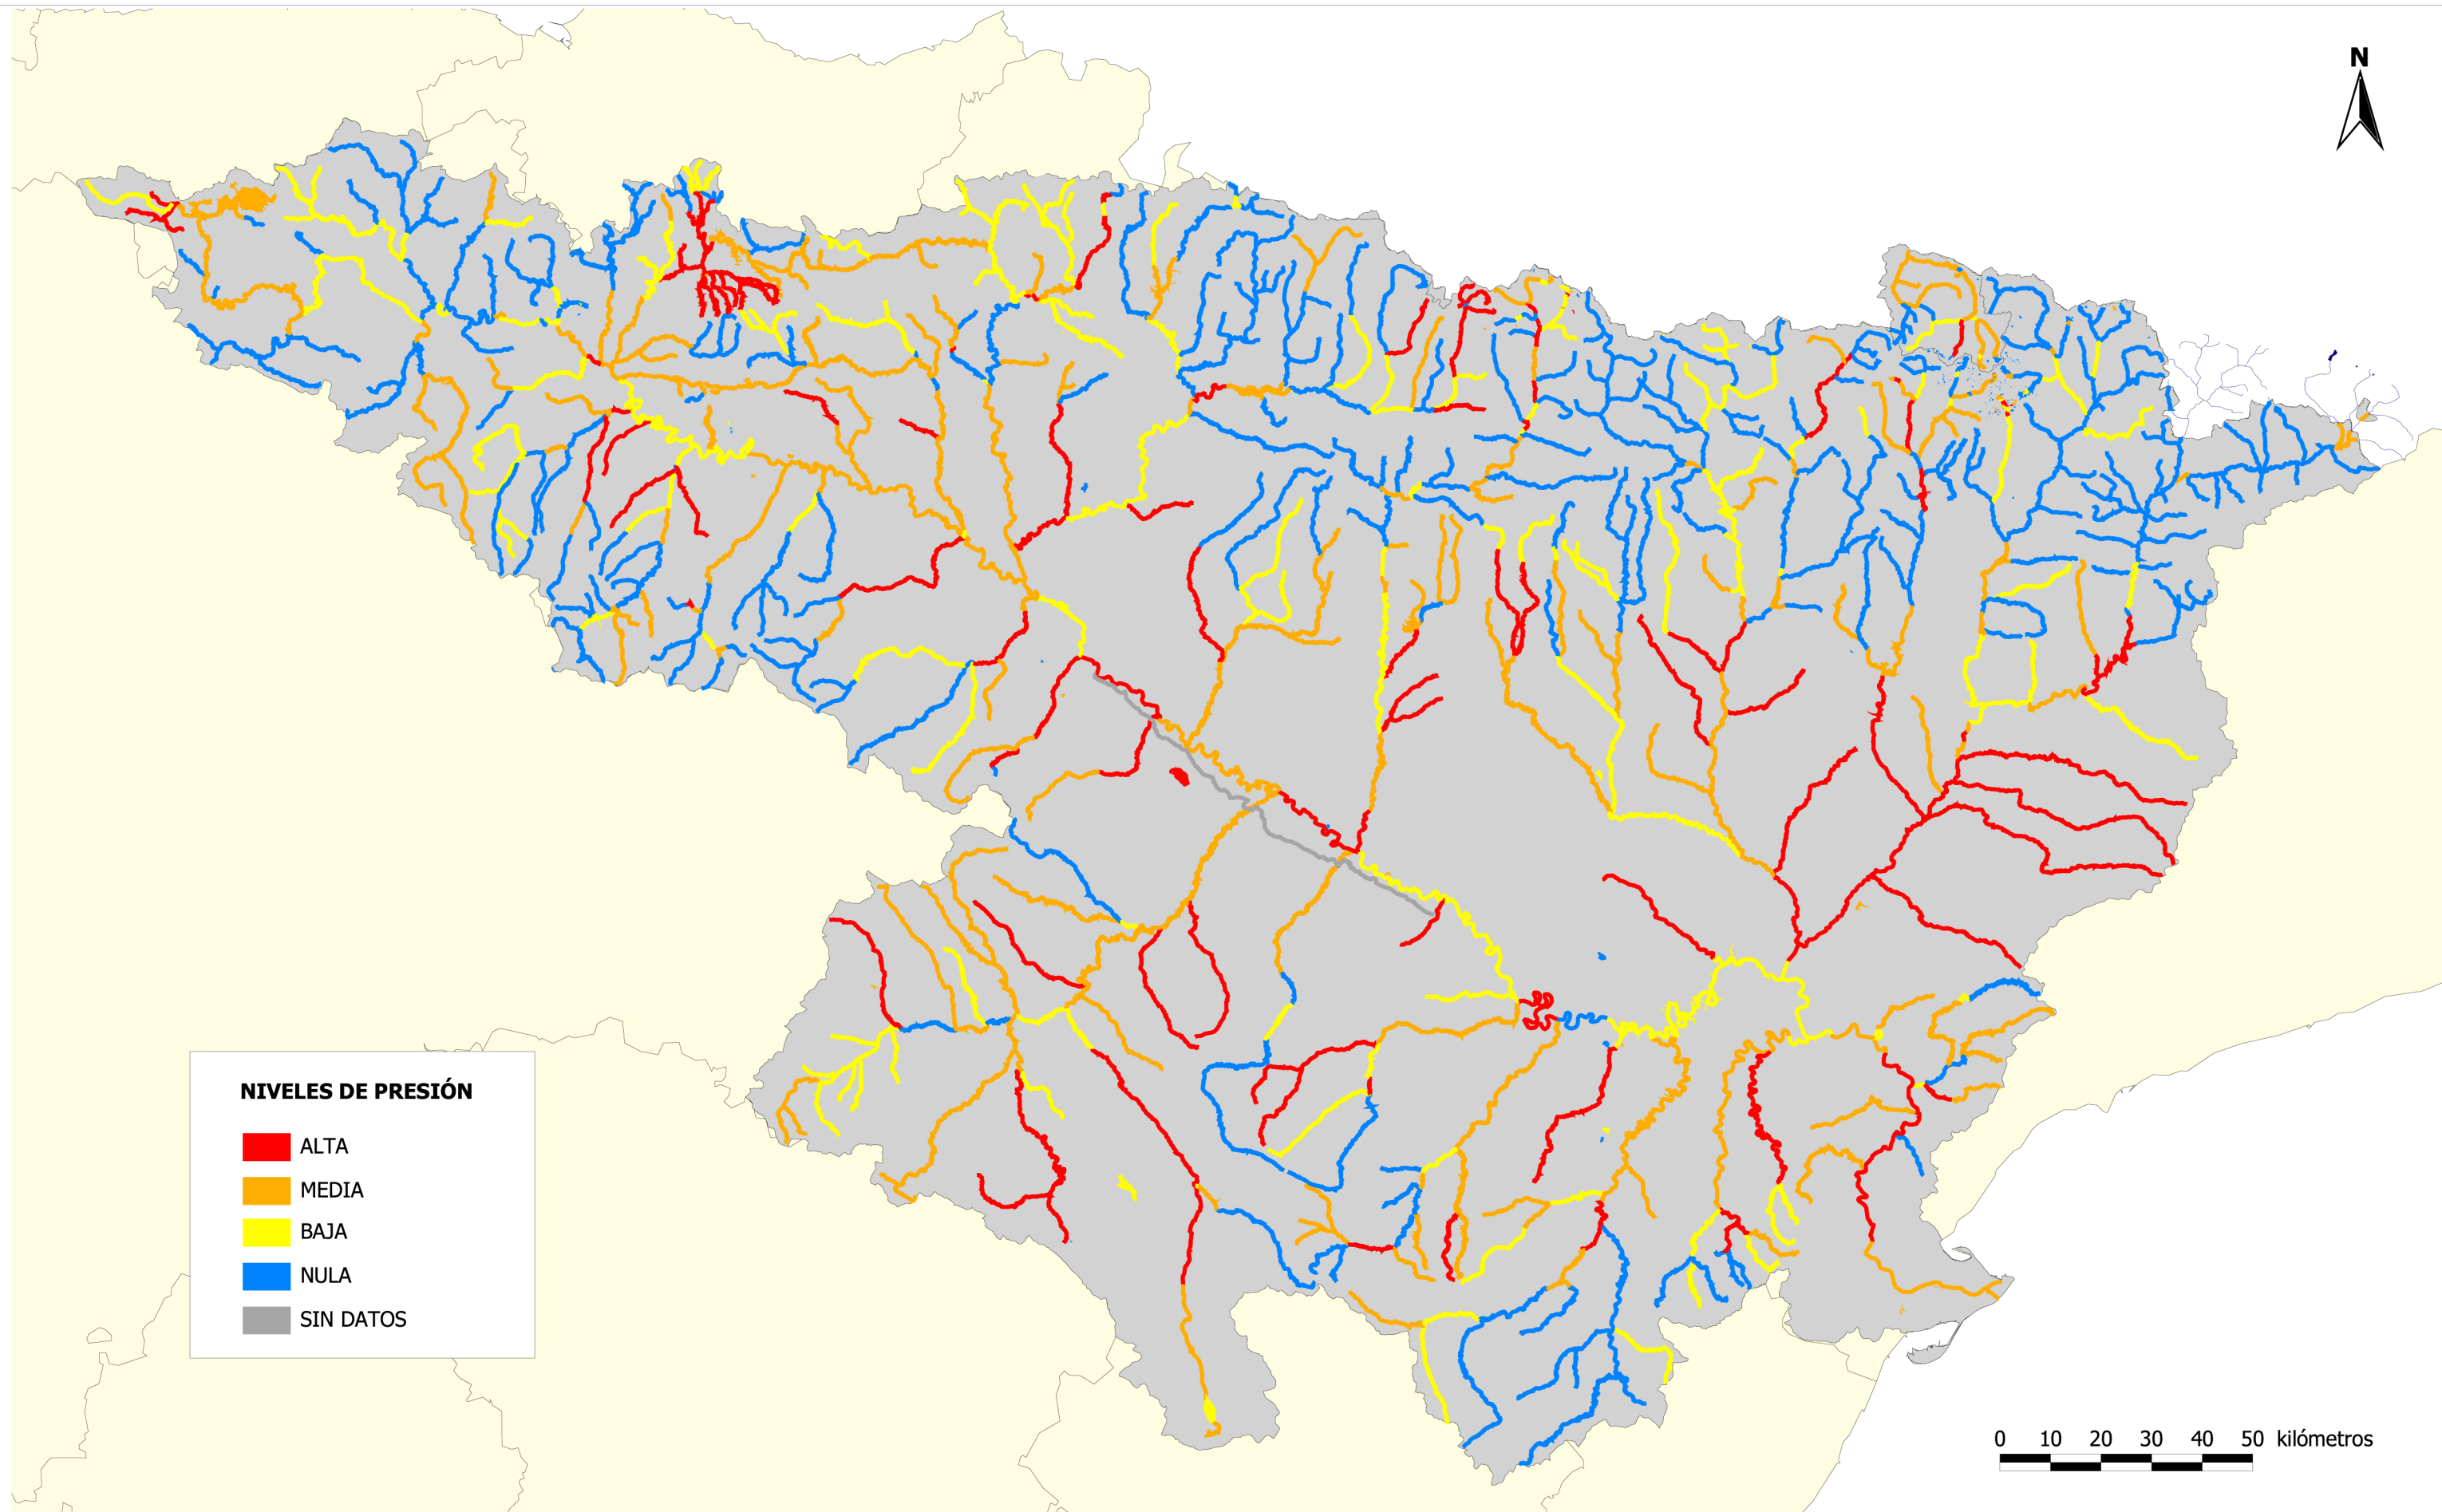 N
NIVELES DE PRESIÓN
ALTA
MEDIA
BAJA
NULA
SIN DATOS
0 10 20 30 40 50 kilómetros